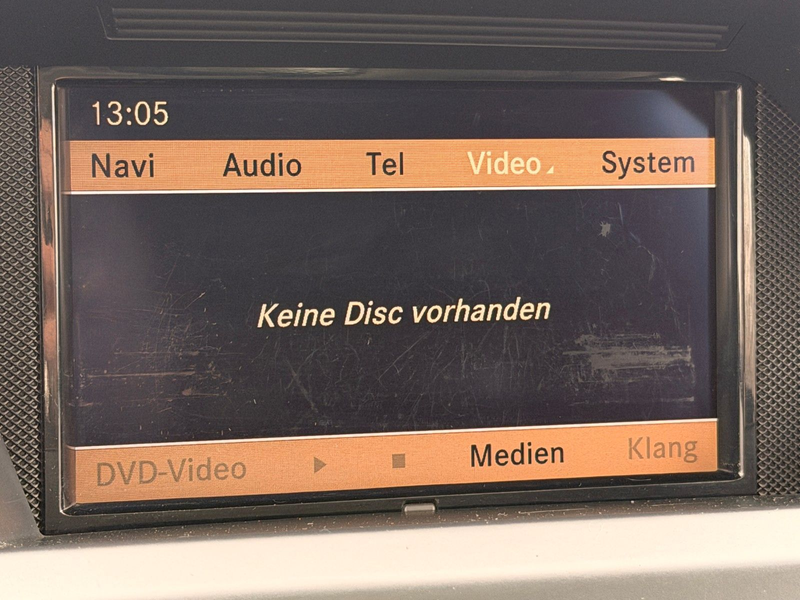 13:05
Navi Audio Tel Video System
Keine Disc vorhanden
DVD-Video Medien Klang